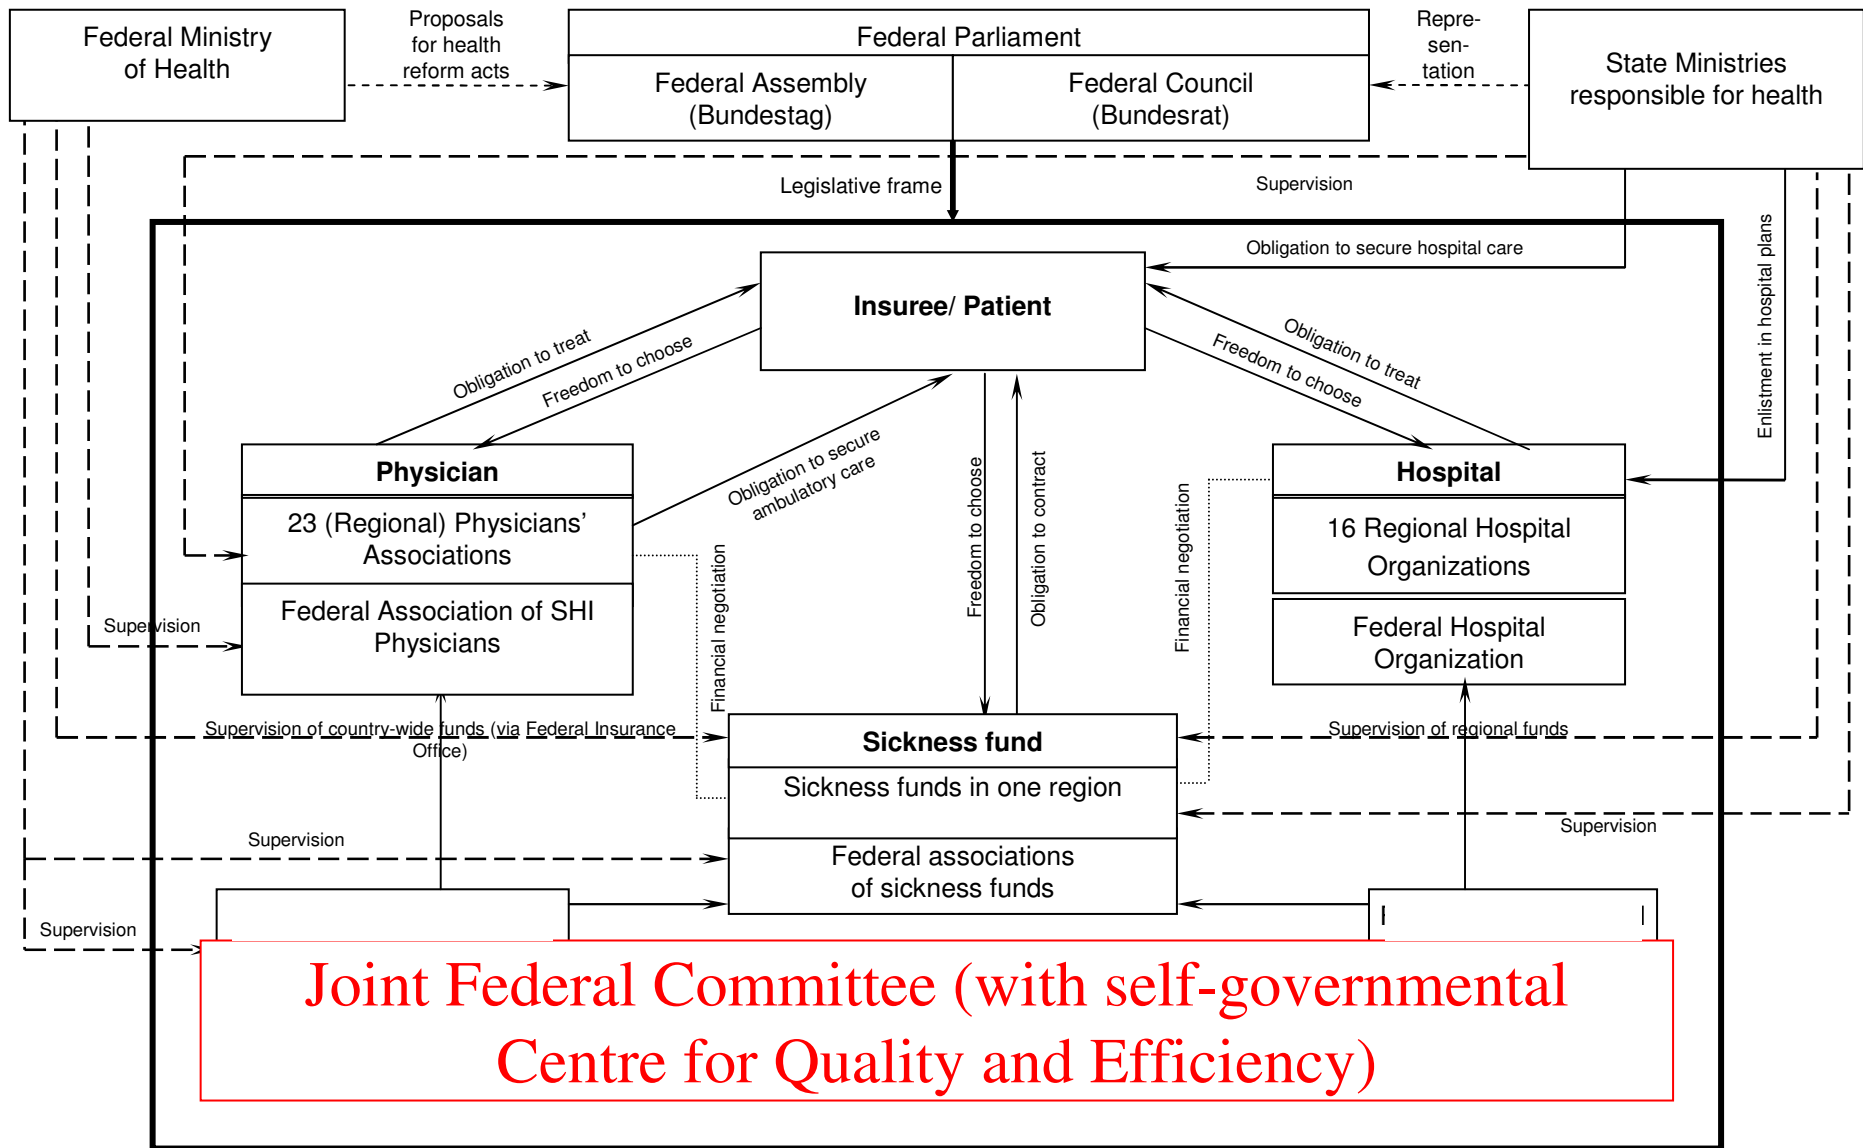 Federal Ministry
of Health
Proposals
for health
reform acts
Federal Parliament
Federal Assembly
(Bundestag)
Federal Council
(Bundesrat)
Repre-
sen-
tation
State Ministries
responsible for health
Legislative frame
Supervision
Obligation to secure hospital care
Enlistment in hospital plans
Insuree/ Patient
Obligation to treat
Freedom to choose
Obligation to treat
Freedom to choose
Obligation to secure
ambulatory care
Freedom to choose
Obligation to contract
Physician
23 (Regional) Physicians’
Associations
Federal Association of SHI
Physicians
Supervision
Financial negotiation
Financial negotiation
Hospital
16 Regional Hospital
Organizations
Federal Hospital
Organization
Supervision of country-wide funds (via Federal Insurance
Office)
Supervision of regional funds
Sickness fund
Sickness funds in one region
Federal associations
of sickness funds
Supervision
Supervision
Supervision
Joint Federal Committee (with self-governmental
Centre for Quality and Efficiency)